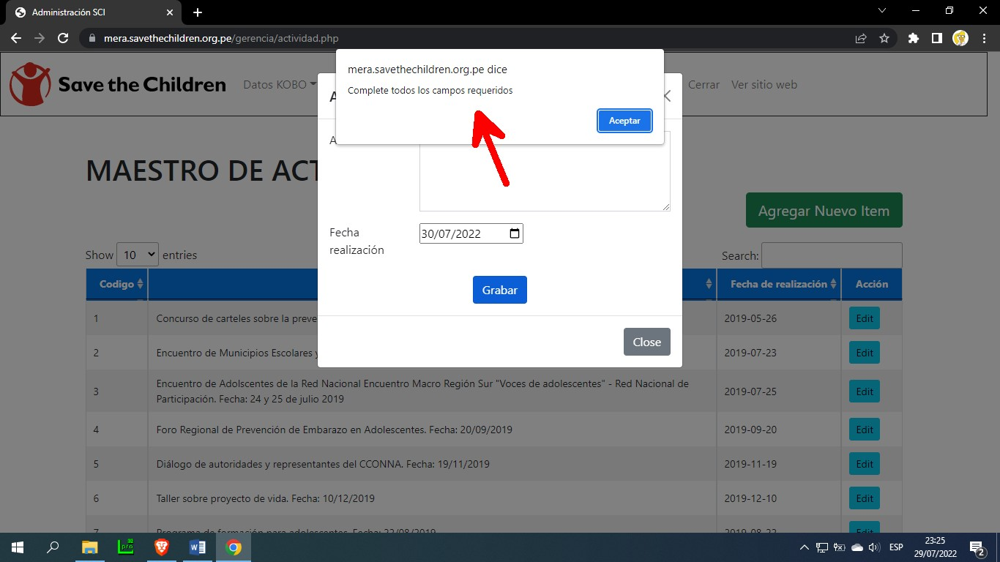 Administración SCI
mera.savethechildren.org.pe/gerencia/actividad.php
mera.savethechildren.org.pe dice
Complete todos los campos requeridos
Aceptar
Save the Children
Datos KOBO
Cerrar
Ver sitio web
A
A
MAESTRO DE ACT
Agregar Nuevo Item
Fecha
realización
30/07/2022
Grabar
Close
Show 10 entries
Search:
Codigo
Fecha de realización
Acción
1
Concurso de carteles sobre la preve
2019-05-26
Edit
2
Encuentro de Municipios Escolares y
2019-07-23
Edit
3
Encuentro de Adolscentes de la Red Nacional Encuentro Macro Región Sur "Voces de adolescentes" - Red Nacional de
Participación. Fecha: 24 y 25 de julio 2019
2019-07-25
Edit
4
Foro Regional de Prevención de Embarazo en Adolescentes. Fecha: 20/09/2019
2019-09-20
Edit
5
Diálogo de autoridades y representantes del CCONNA. Fecha: 19/11/2019
2019-11-19
Edit
6
Taller sobre proyecto de vida. Fecha: 10/12/2019
2019-12-10
Edit
7
Programa de formación para adolescentes. Fecha: 22/08/2019
2019-08-22
Edit
ESP
23:25
29/07/2022
2